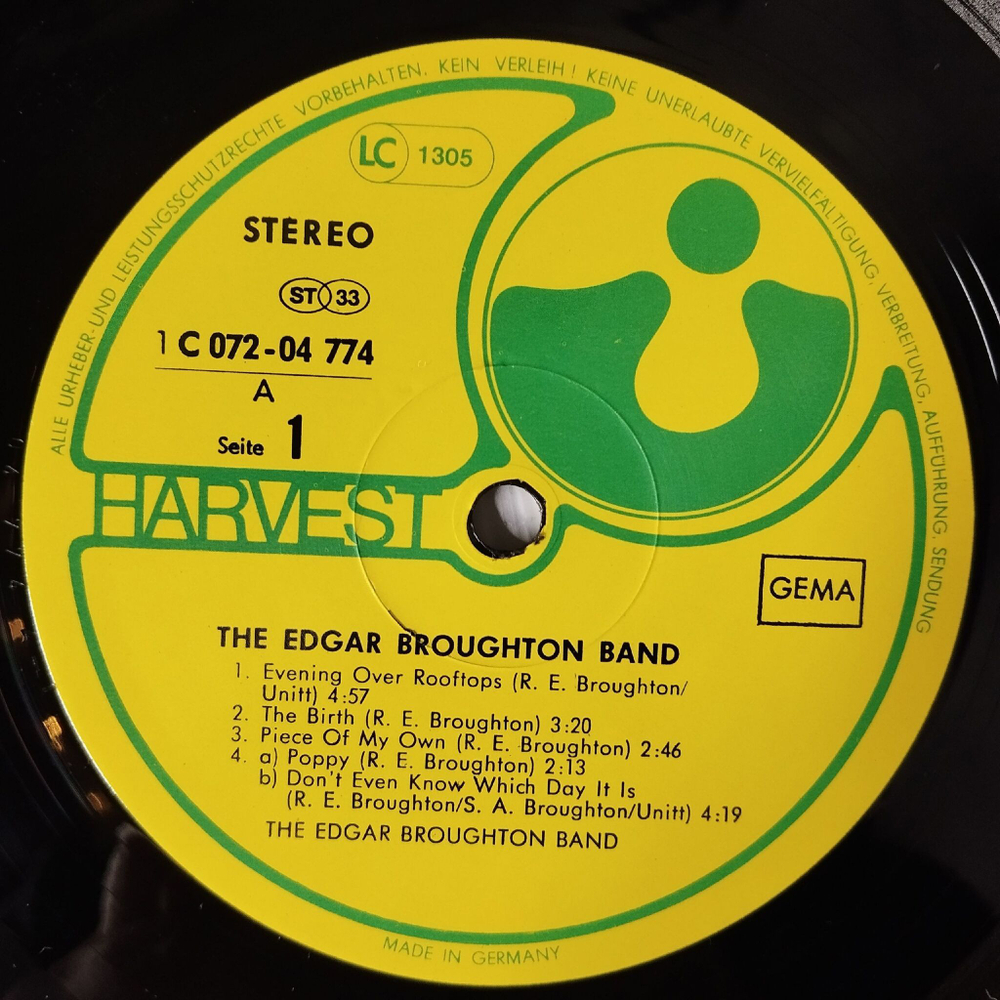 ALLE URHEBER-UND LEISTUNGSSCHUTZRECHTE VORBEHALTEN. KEIN VERLEIH! KEINE UNERLAUBTE VERVIELFÄLTIGUNG, VERBREITUNG, AUFFÜHRUNG, SENDUNG
LC 1305
STEREO
ST 33
1 C 072-04 774
A
Seite 1
HARVEST
GEMA
THE EDGAR BROUGHTON BAND
1. Evening Over Rooftops (R. E. Broughton/
Unitt) 4:57
2. The Birth (R. E. Broughton) 3:20
3. Piece Of My Own (R. E. Broughton) 2:46
4. a) Poppy (R. E. Broughton) 2:13
b) Don't Even Know Which Day It Is
(R. E. Broughton/S. A. Broughton/Unitt) 4:19
THE EDGAR BROUGHTON BAND
MADE IN GERMANY